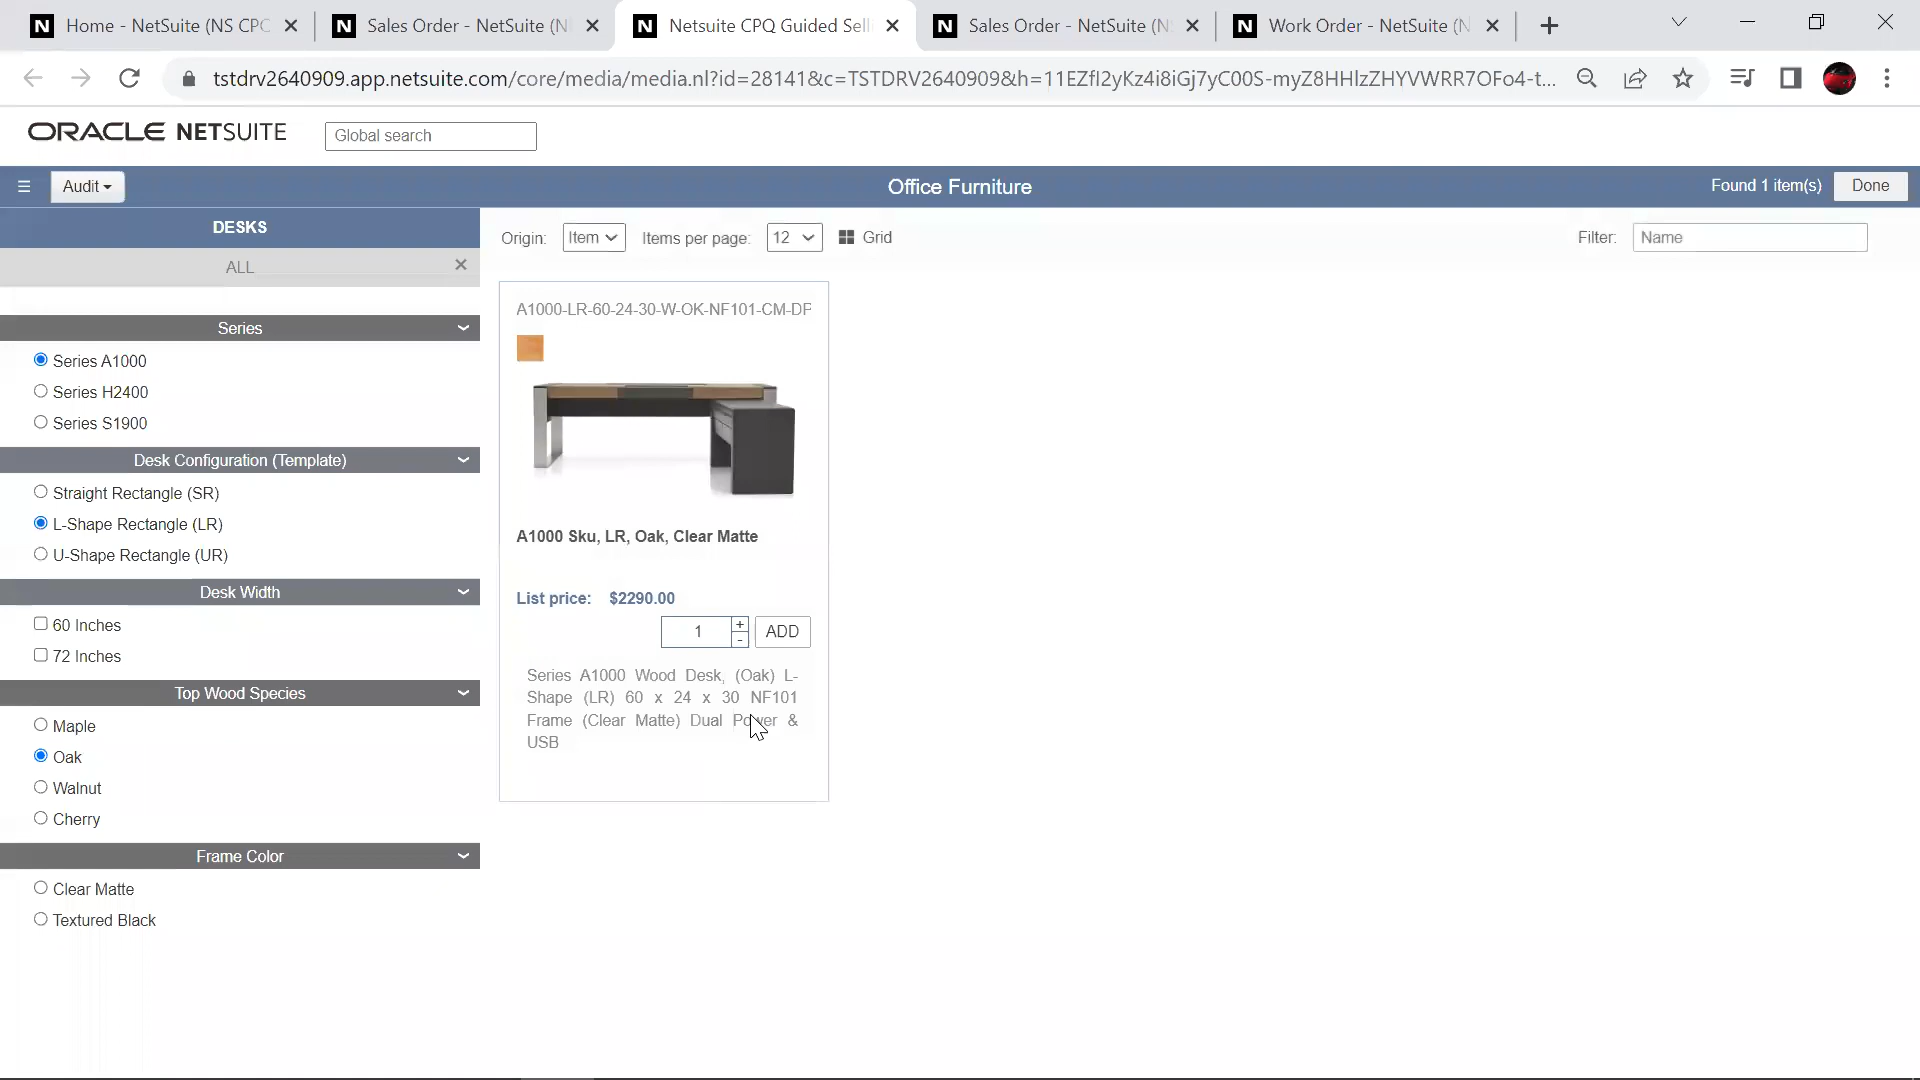 Home - NetSuite (NS CPC
Sales Order - NetSuite (N
Netsuite CPQ Guided Sell
Sales Order - NetSuite (N
Work Order - NetSuite (N
tstdrv2640909.app.netsuite.com/core/media/media.nl?id=28141&c=TSTDRV2640909&h=11EZfI2yKz4i8iGj7yC00S-myZ8HHlzZHYVWRR7OFo4-t...
ORACLE NETSUITE
Global search
Audit
Office Furniture
Found 1 item(s)
Done
DESKS
ALL
Series
Series A1000
Series H2400
Series S1900
Desk Configuration (Template)
Straight Rectangle (SR)
L-Shape Rectangle (LR)
U-Shape Rectangle (UR)
Desk Width
60 Inches
72 Inches
Top Wood Species
Maple
Oak
Walnut
Cherry
Frame Color
Clear Matte
Textured Black
Origin: Item Items per page: 12 Grid
Filter: Name
A1000-LR-60-24-30-W-OK-NF101-CM-DP
A1000 Sku, LR, Oak, Clear Matte
List price: $2290.00
1 + - ADD
Series A1000 Wood Desk, (Oak) L-
Shape (LR) 60 x 24 x 30 NF101
Frame (Clear Matte) Dual Power &
USB